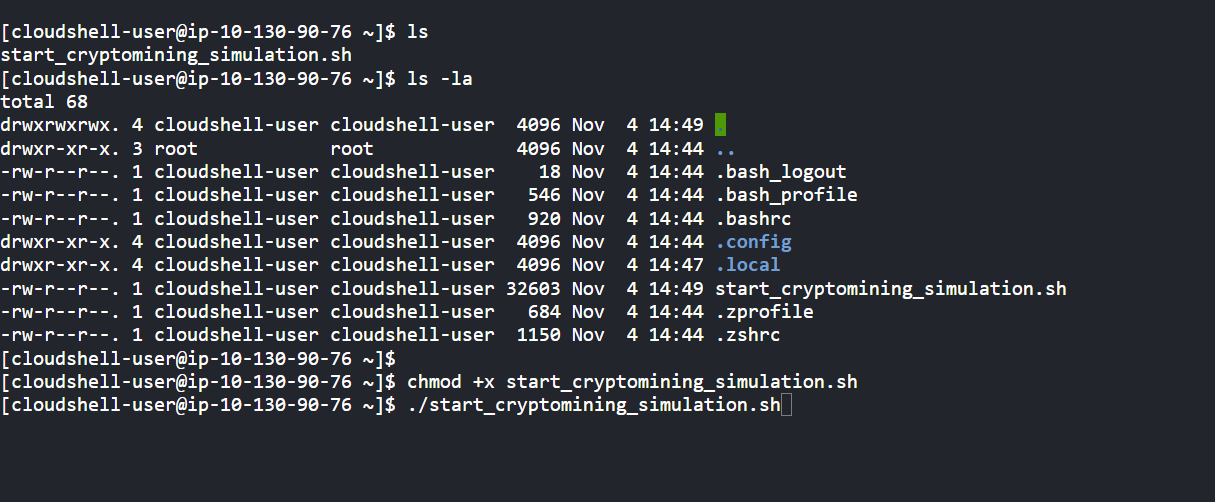 [cloudshell-user@ip-10-130-90-76 ~]$ ls
start_cryptomining_simulation.sh
[cloudshell-user@ip-10-130-90-76 ~]$ ls -la
total 68
drwxrwxrwx. 4 cloudshell-user cloudshell-user  4096 Nov  4 14:49 .
drwxr-xr-x. 3 root            root             4096 Nov  4 14:44 ..
-rw-r--r--. 1 cloudshell-user cloudshell-user    18 Nov  4 14:44 .bash_logout
-rw-r--r--. 1 cloudshell-user cloudshell-user   546 Nov  4 14:44 .bash_profile
-rw-r--r--. 1 cloudshell-user cloudshell-user   920 Nov  4 14:44 .bashrc
drwxr-xr-x. 4 cloudshell-user cloudshell-user  4096 Nov  4 14:44 .config
drwxr-xr-x. 4 cloudshell-user cloudshell-user  4096 Nov  4 14:47 .local
-rw-r--r--. 1 cloudshell-user cloudshell-user 32603 Nov  4 14:49 start_cryptomining_simulation.sh
-rw-r--r--. 1 cloudshell-user cloudshell-user   684 Nov  4 14:44 .zprofile
-rw-r--r--. 1 cloudshell-user cloudshell-user  1150 Nov  4 14:44 .zshrc
[cloudshell-user@ip-10-130-90-76 ~]$
[cloudshell-user@ip-10-130-90-76 ~]$ chmod +x start_cryptomining_simulation.sh
[cloudshell-user@ip-10-130-90-76 ~]$ ./start_cryptomining_simulation.sh